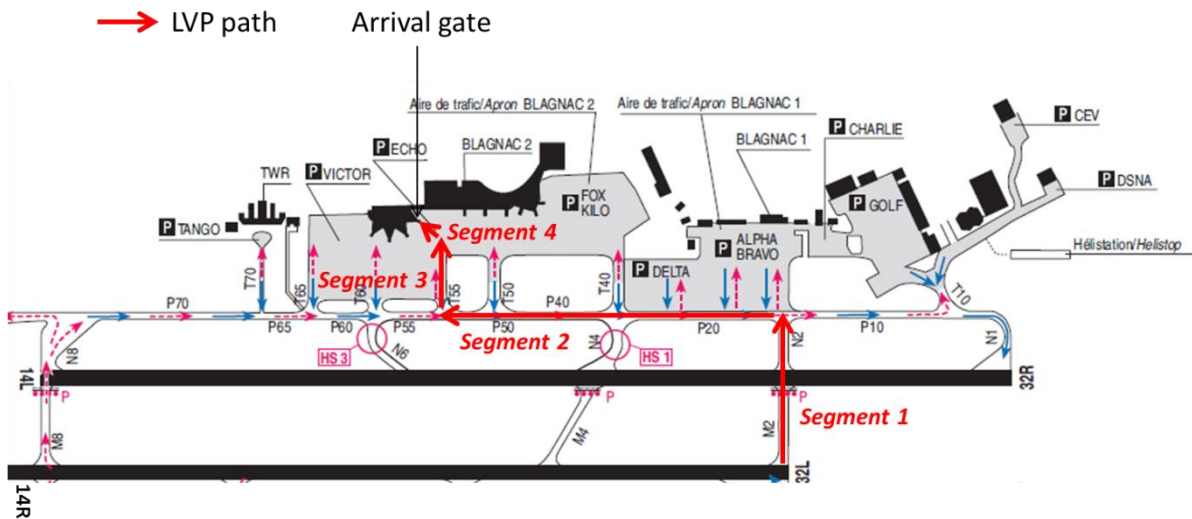 LVP path
Arrival gate
Aire de trafic/Apron BLAGNAC 2
Aire de trafic/Apron BLAGNAC 1
P CEV
P ECHO
BLAGNAC 2
BLAGNAC 1
P CHARLIE
TWR
P VICTOR
P DSNA
P FOX
KILO
P GOLF
P TANGO
Segment 4
P ALPHA
BRAVO
Hélistation/Helistop
Segment 3
P DELTA
T70
T65
T60
T55
T50
T40
T10
P70
P40
P65
P60
P55
P50
P20
P10
Segment 2
N8
HS 3
N6
N4
HS 1
N2
N1
14L
32R
P
P
P
Segment 1
M8
M4
M2
32L
14R